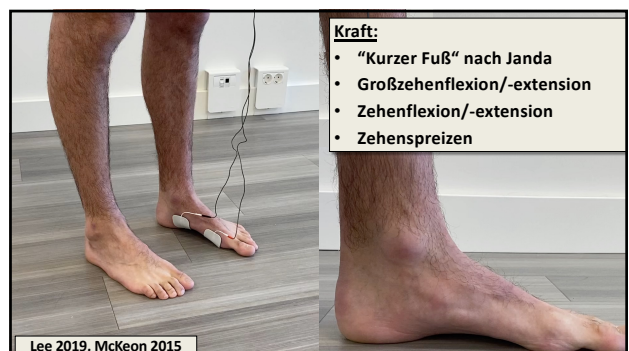 Kraft:
• "Kurzer Fuß“ nach Janda
• Großzehenflexion/-extension
• Zehenflexion/-extension
• Zehenspreizen
Lee 2019, McKeon 2015